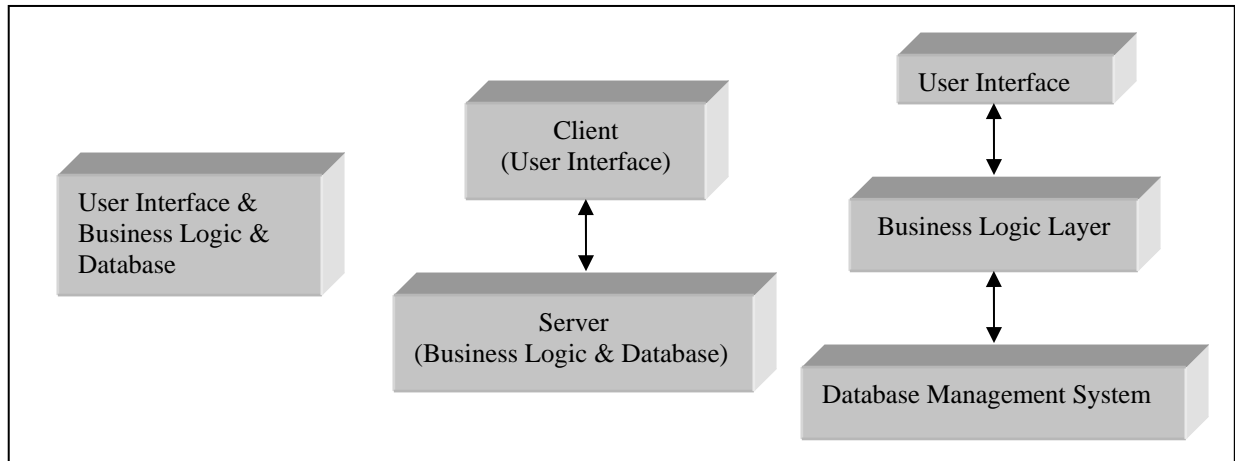 User Interface &
Business Logic &
Database
Client
(User Interface)
Server
(Business Logic & Database)
User Interface
Business Logic Layer
Database Management System